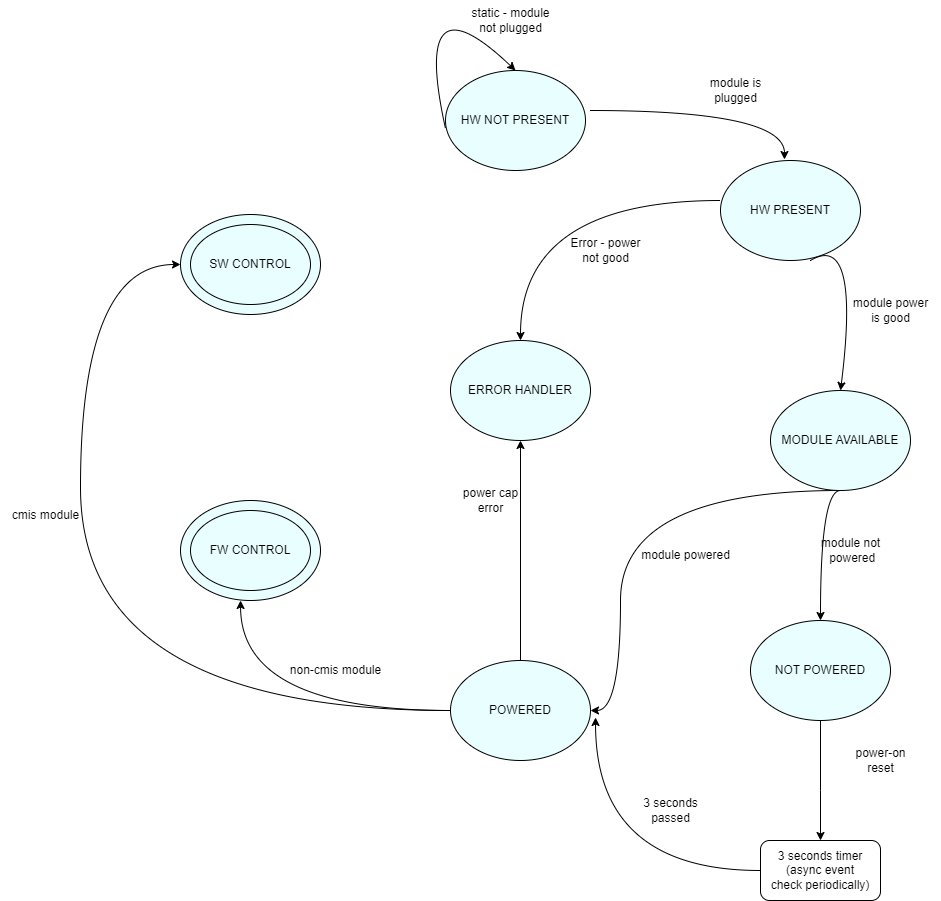 static - module
not plugged
HW NOT PRESENT
module is
plugged
HW PRESENT
SW CONTROL
Error - power
not good
module power
is good
ERROR HANDLER
MODULE AVAILABLE
power cap
error
cmis module
FW CONTROL
module powered
module not
powered
non-cmis module
NOT POWERED
POWERED
power-on
reset
3 seconds
passed
3 seconds timer
(async event
check periodically)